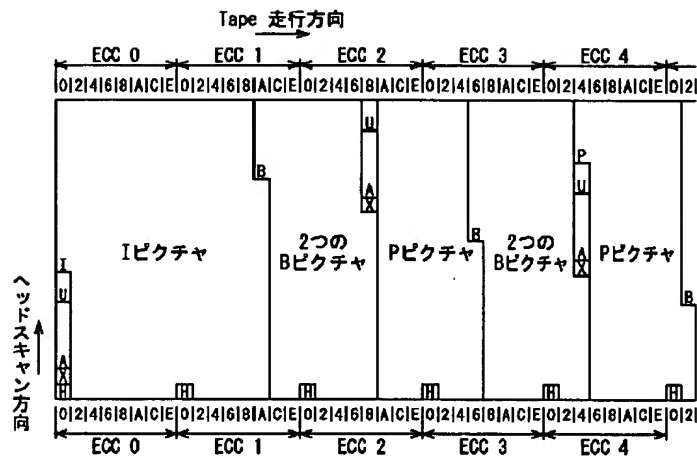 Tape 走行方向
ECC 0 ECC 1 ECC 2 ECC 3 ECC 4
0|2|4|6|8|A|C|E|0|2|4|6|8|A|C|E|0|2|4|6|8|A|C|E|0|2|4|6|8|A|C|E|0|2|4|6|8|A|C|E|0|2|
U
P
B
U
A
X
2つの
Bピクチャ
Iピクチャ
Pピクチャ
B
2つの
Bピクチャ
A
X
Pピクチャ
I
U
B
A
X
H H H H H H
ヘッドスキャン方向
0|2|4|6|8|A|C|E|0|2|4|6|8|A|C|E|0|2|4|6|8|A|C|E|0|2|4|6|8|A|C|E|0|2|4|6|8|A|C|E|0|2|
ECC 0 ECC 1 ECC 2 ECC 3 ECC 4